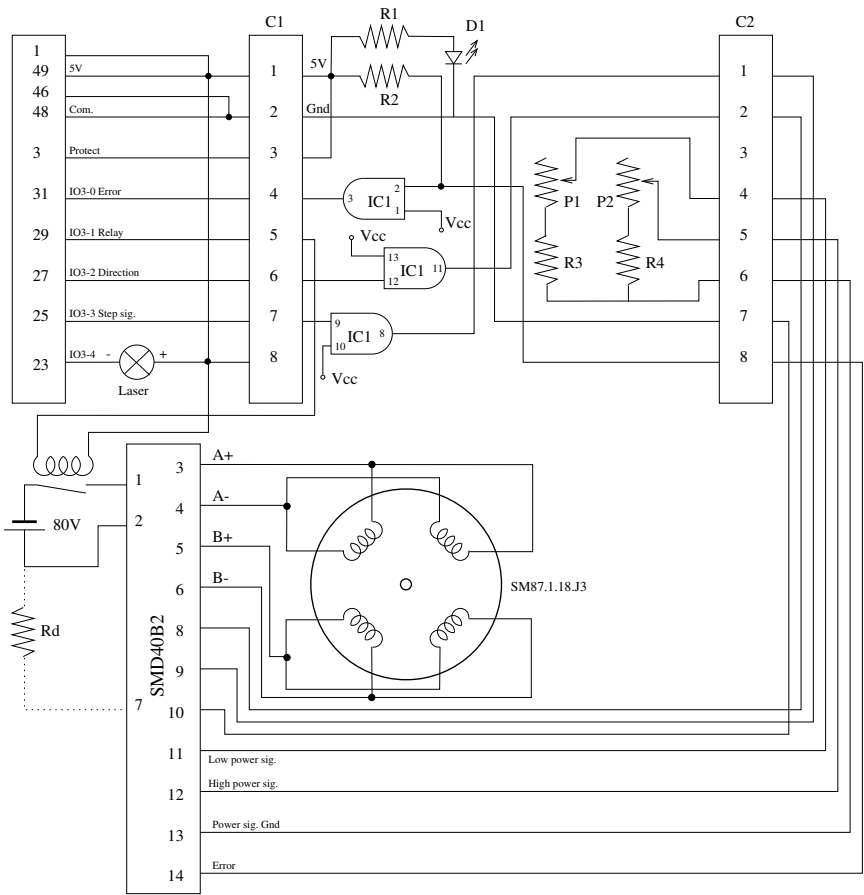 C1
R1
D1
C2
1
49 5V
46
48 Com.
3 Protect
31 IO3-0 Error
29 IO3-1 Relay
27 IO3-2 Direction
25 IO3-3 Step sig.
23 IO3-4 - +
Laser
1
2
3
4
5
6
7
8
5V
R2
Gnd
3 IC1 2
1
Vcc
Vcc
13
IC1 11
12
9
IC1 8
10
Vcc
P1
P2
R3
R4
1
2
3
4
5
6
7
8
80V
Rd
1
2
7
SMD40B2
3 A+
4 A-
5 B+
6 B-
8
9
10
11 Low power sig.
12 High power sig.
13 Power sig. Gnd
14 Error
SM87.1.18.J3